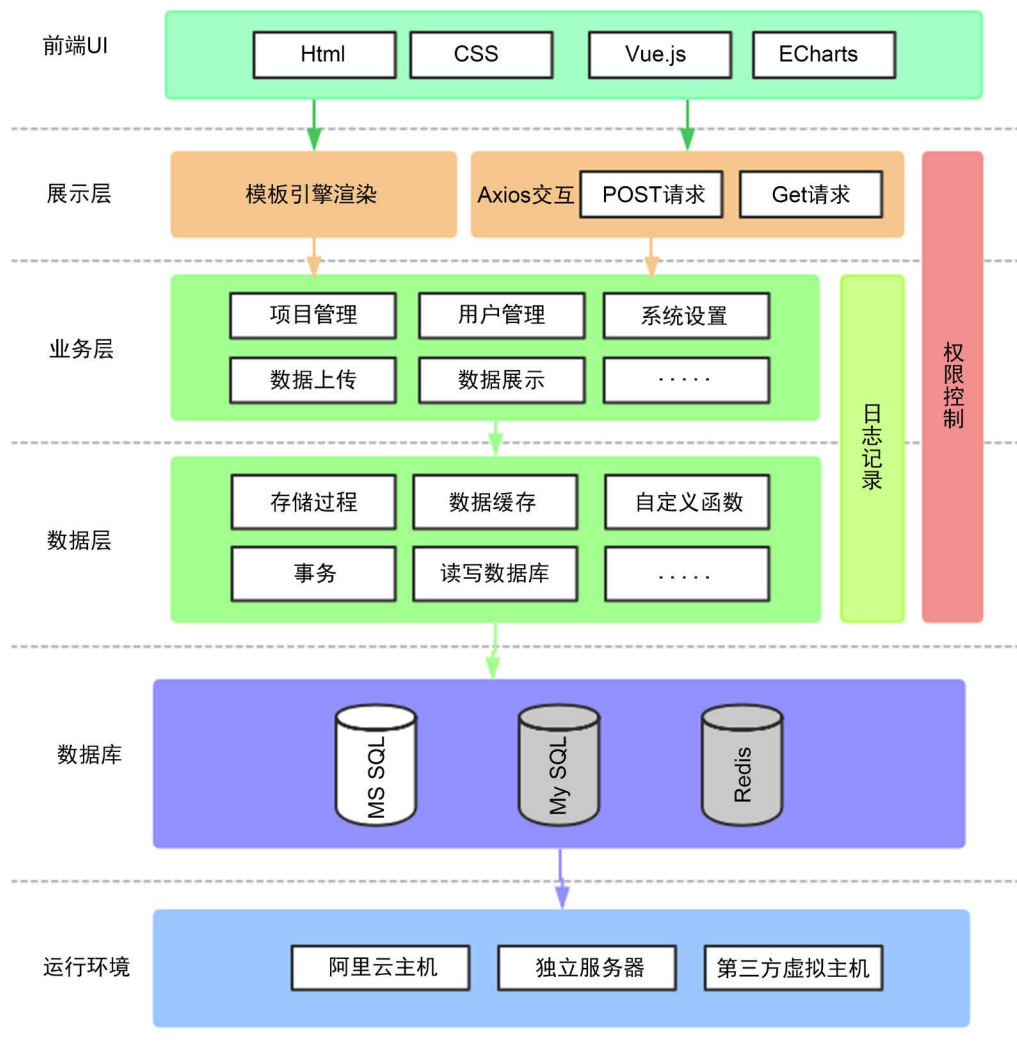 前端UI
Html
CSS
Vue.js
ECharts
展示层
模板引擎渲染
Axios交互
POST请求
Get请求
业务层
项目管理
用户管理
系统设置
数据上传
数据展示
·····
权限控制
日志记录
数据层
存储过程
数据缓存
自定义函数
事务
读写数据库
·····
数据库
MS SQL
My SQL
Redis
运行环境
阿里云主机
独立服务器
第三方虚拟主机